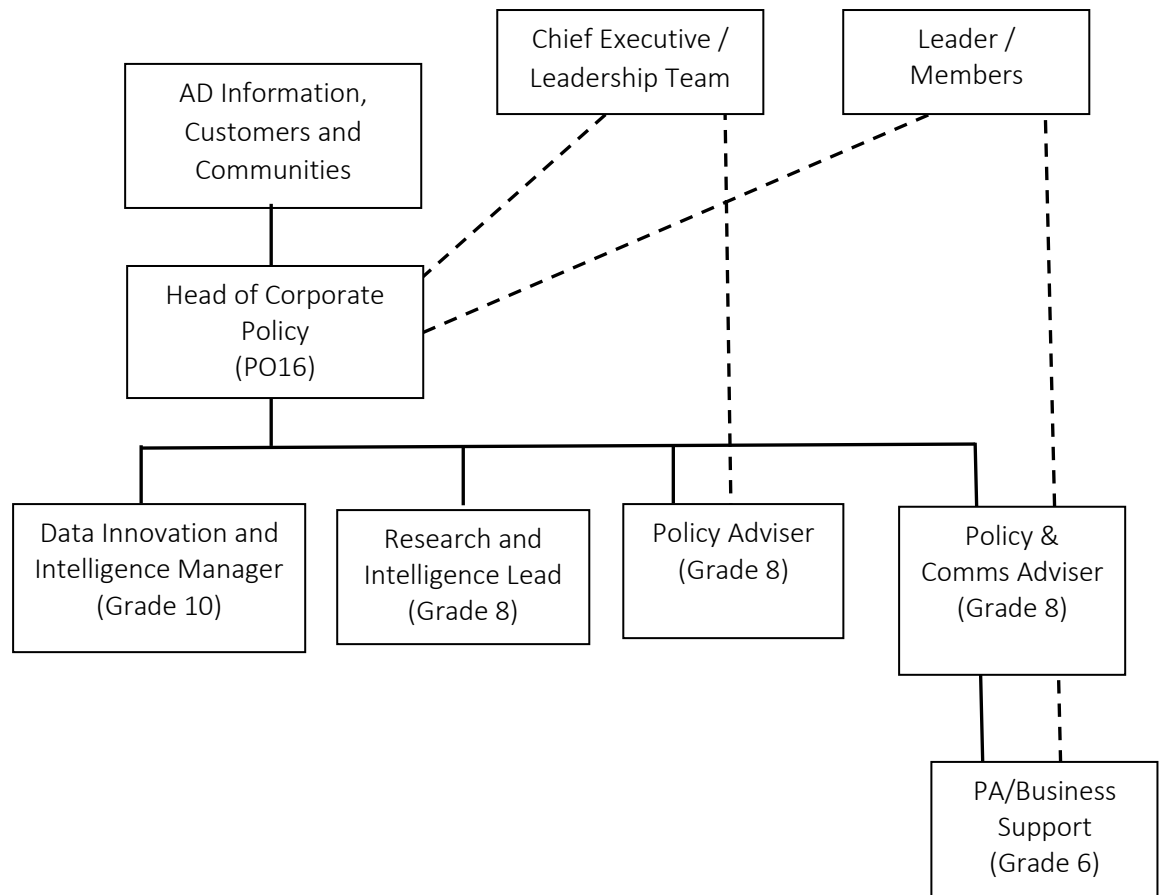 Chief Executive /
Leadership Team
Leader /
Members
AD Information,
Customers and
Communities
Head of Corporate
Policy
(PO16)
Data Innovation and
Intelligence Manager
(Grade 10)
Research and
Intelligence Lead
(Grade 8)
Policy Adviser
(Grade 8)
Policy &
Comms Adviser
(Grade 8)
PA/Business
Support
(Grade 6)